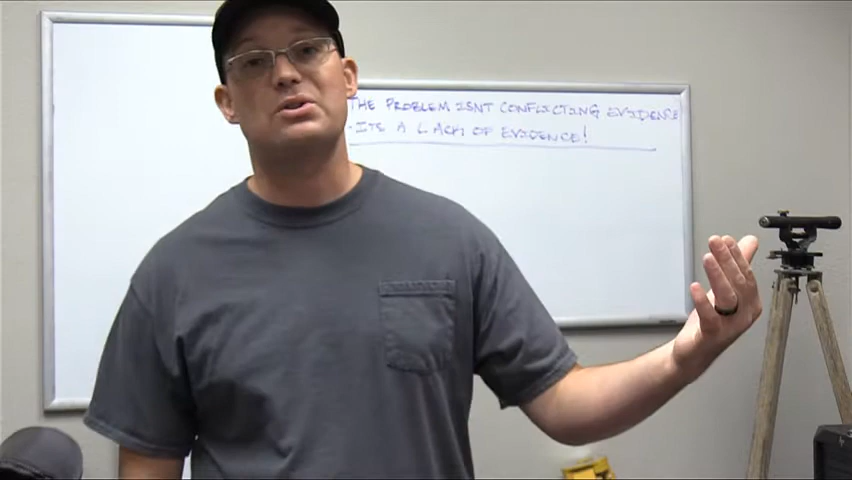 THE PROBLEM ISNT CONFLICTING EVIDENCE
- ITS A LACK OF EVIDENCE!